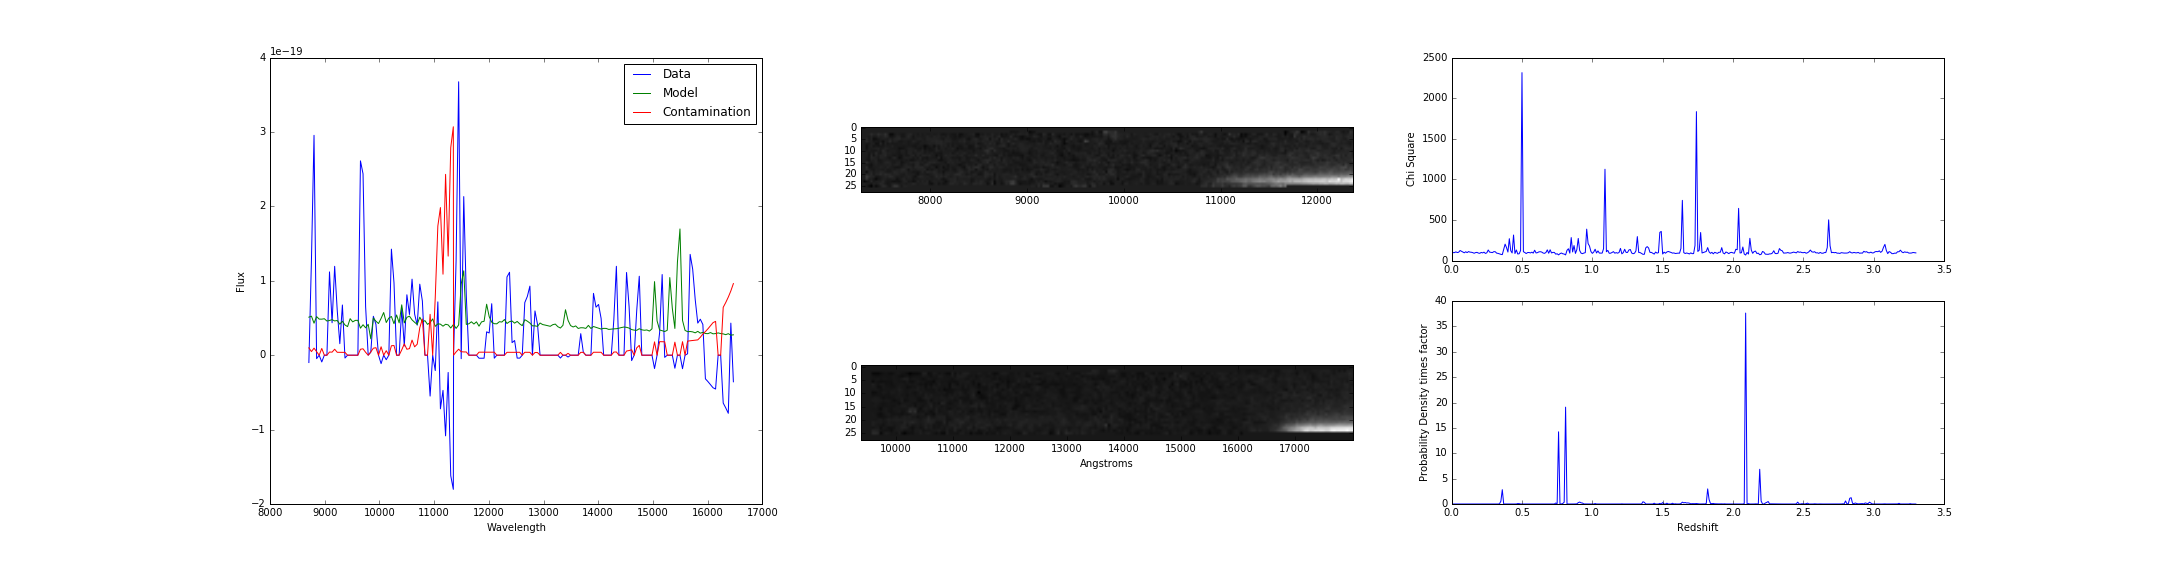 1e−19
4
3
2
1
0
−1
−2
Flux
8000 9000 10000 11000 12000 13000 14000 15000 16000 17000
Wavelength
Data
Model
Contamination
0
5
10
15
20
25
8000 9000 10000 11000 12000
0
5
10
15
20
25
10000 11000 12000 13000 14000 15000 16000 17000
Angstroms
2500
2000
1500
1000
500
0
Chi Square
0.0 0.5 1.0 1.5 2.0 2.5 3.0 3.5
40
35
30
25
20
15
10
5
0
Probability Density times factor
0.0 0.5 1.0 1.5 2.0 2.5 3.0 3.5
Redshift